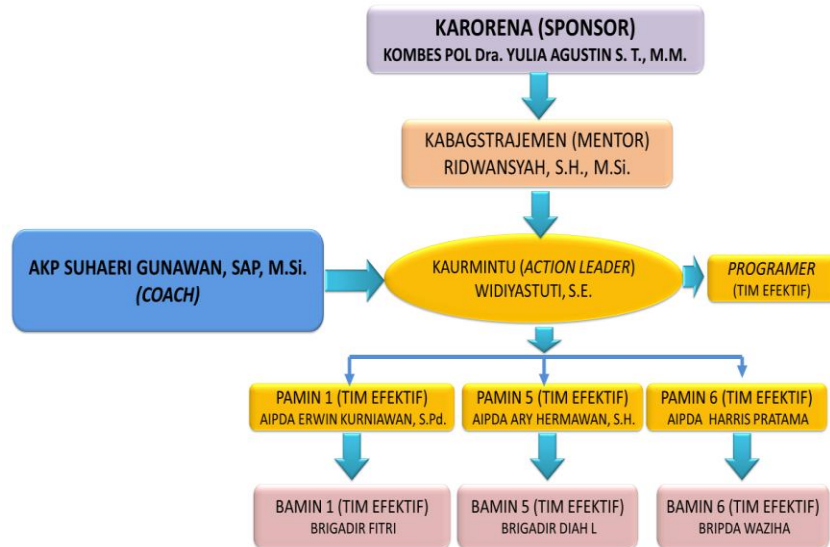 KARORENA (SPONSOR)
KOMBES POL Dra. YULIA AGUSTIN S. T., M.M.
KABAGSTRAJEMEN (MENTOR)
RIDWANSYAH, S.H., M.Si.
AKP SUHAERI GUNAWAN, SAP, M.Si.
(COACH)
KAURMINTU (ACTION LEADER)
WIDIYASTUTI, S.E.
PROGRAMER
(TIM EFEKTIF)
PAMIN 1 (TIM EFEKTIF)
AIPDA ERWIN KURNIAWAN, S.Pd.
PAMIN 5 (TIM EFEKTIF)
AIPDA ARY HERMAWAN, S.H.
PAMIN 6 (TIM EFEKTIF)
AIPDA HARRIS PRATAMA
BAMIN 1 (TIM EFEKTIF)
BRIGADIR FITRI
BAMIN 5 (TIM EFEKTIF)
BRIGADIR DIAH L
BAMIN 6 (TIM EFEKTIF)
BRIPDA WAZIHA